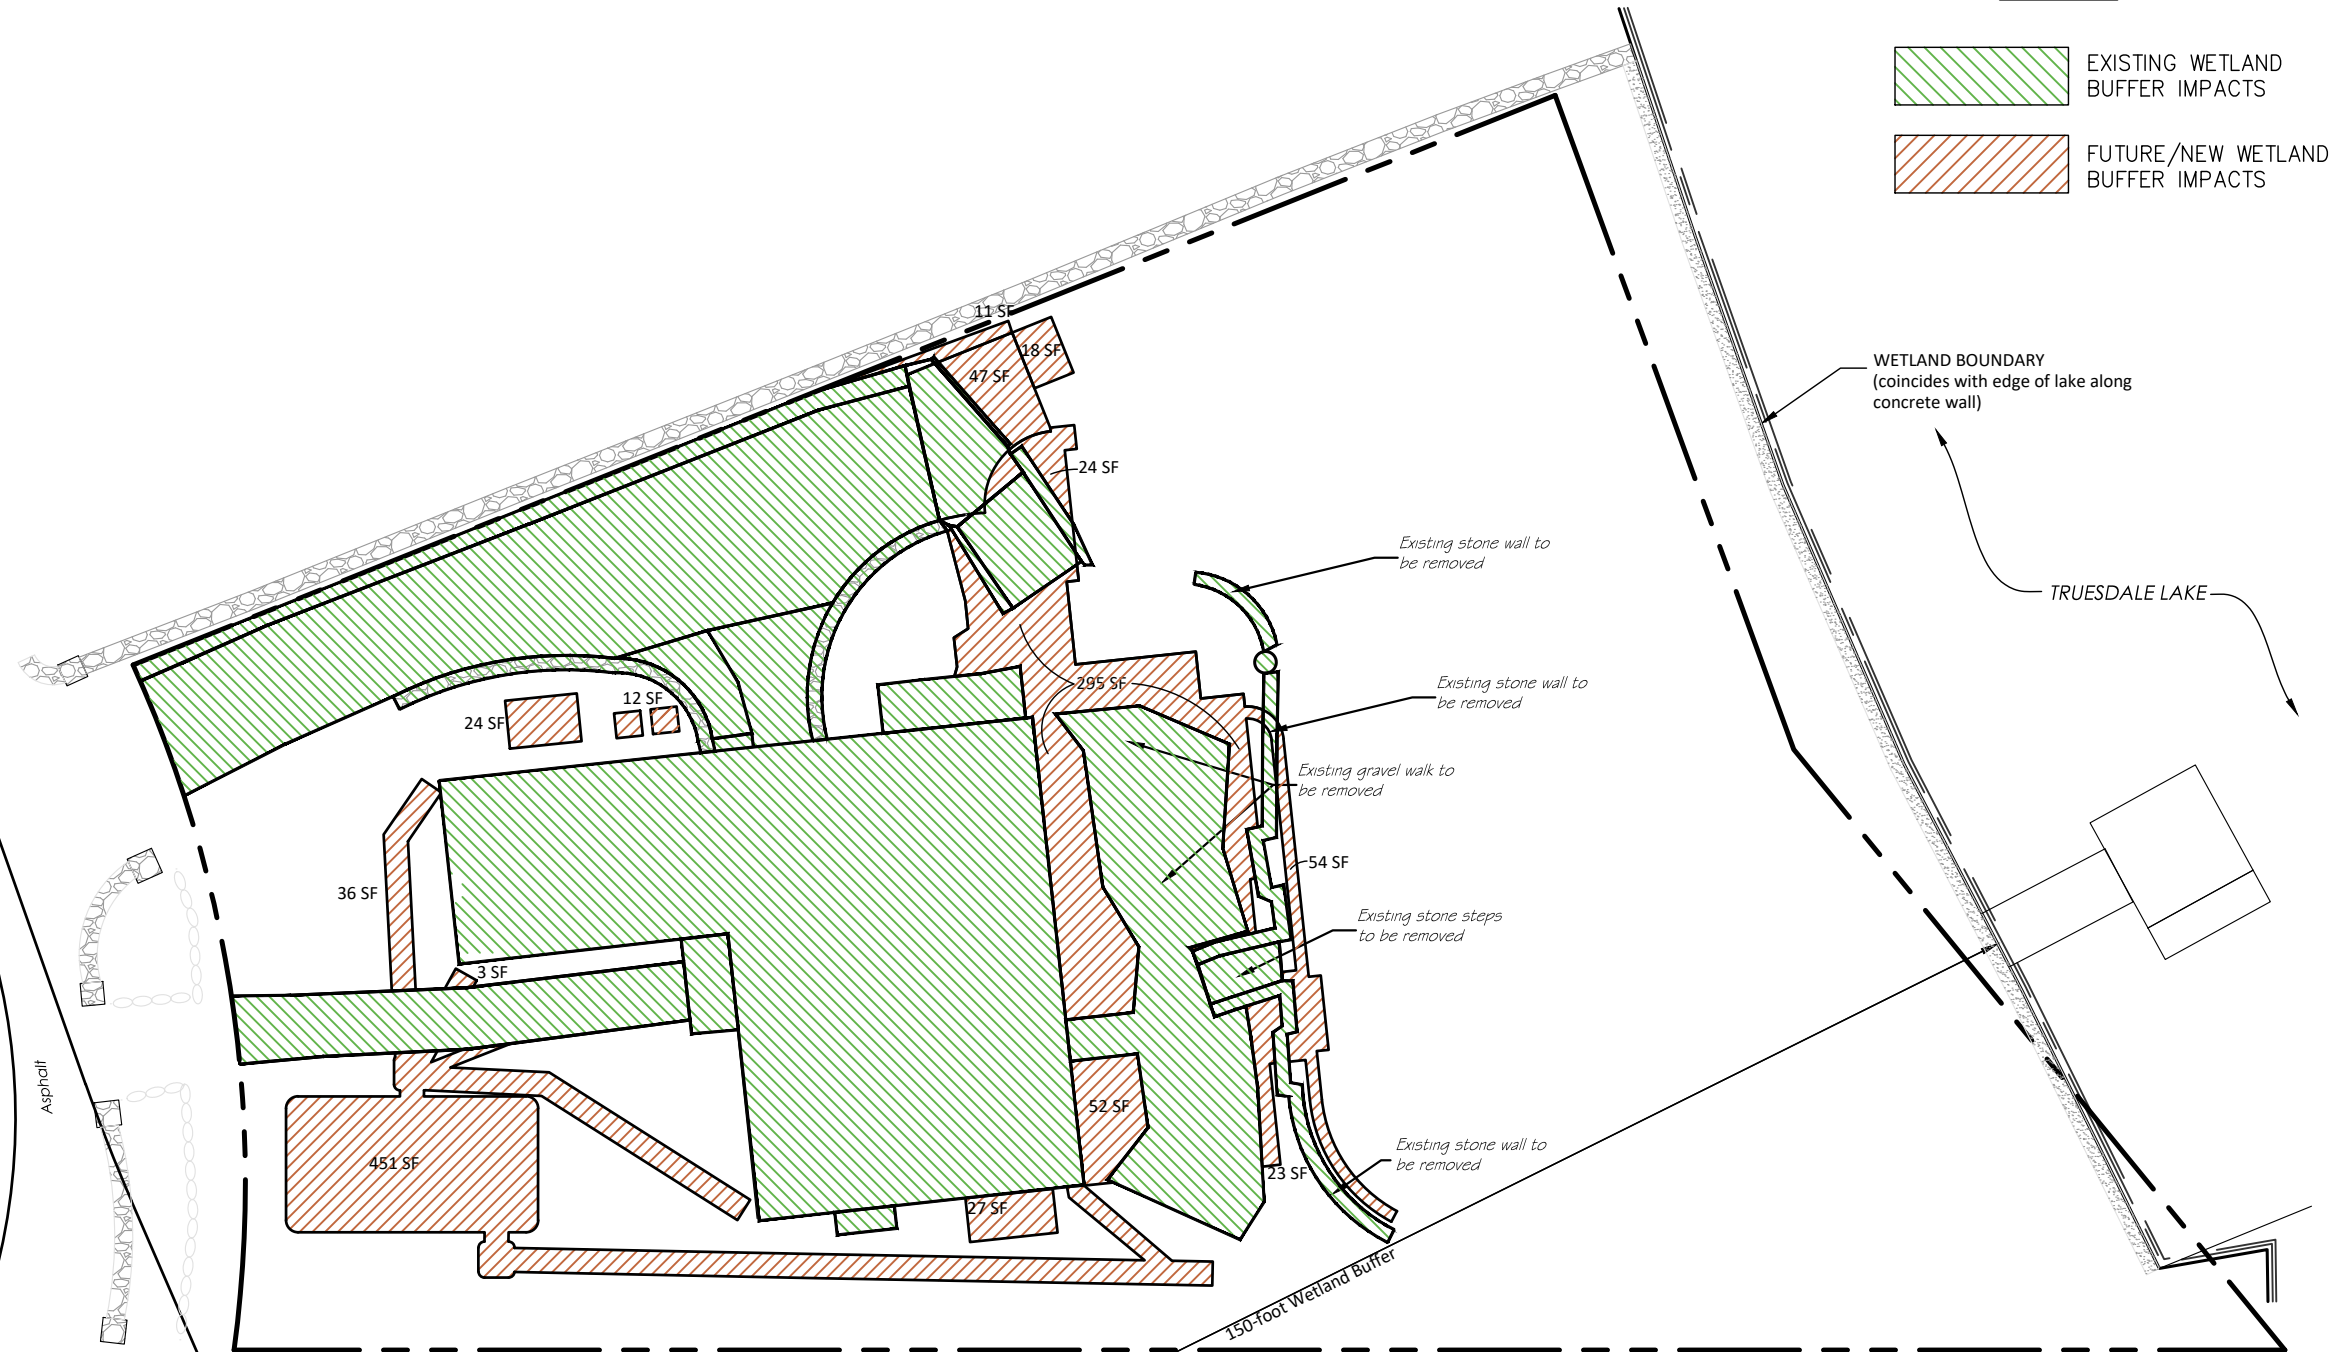 EXISTING WETLAND
BUFFER IMPACTS
FUTURE/NEW WETLAND
BUFFER IMPACTS
11 SF
18 SF
47 SF
WETLAND BOUNDARY
(coincides with edge of lake along
concrete wall)
24 SF
Existing stone wall to
be removed
TRUESDALE LAKE
295 SF
Existing stone wall to
be removed
12 SF
24 SF
Existing gravel walk to
be removed
54 SF
36 SF
Existing stone steps
to be removed
3 SF
Asphalt
52 SF
451 SF
Existing stone wall to
be removed
23 SF
27 SF
150-foot Wetland Buffer